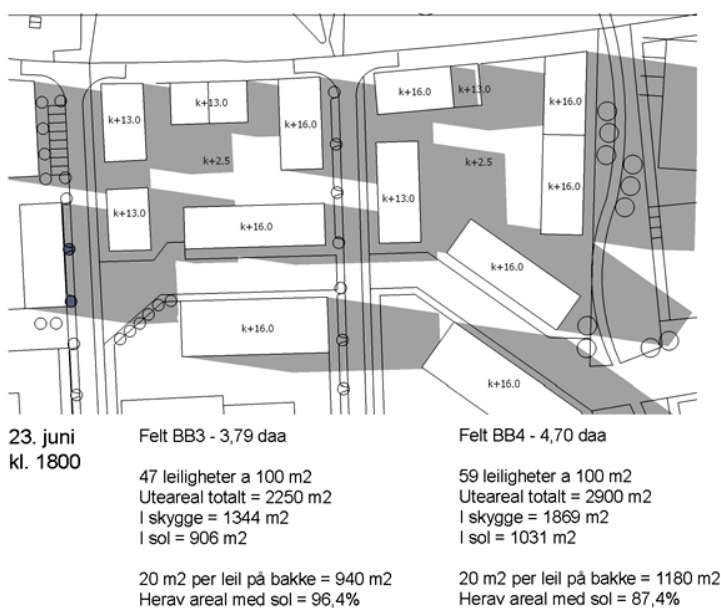 k+16.0
k+13.0
k+13.0
k+16.0
k+13.0
k+16.0
k+16.0
k+2.5
k+2.5
k+16.0
k+13.0
k+13.0
k+16.0
k+16.0
k+16.0
k+16.0
23. juni
kl. 1800
Felt BB3 - 3,79 daa
47 leiligheter a 100 m2
Uteareal totalt = 2250 m2
I skygge = 1344 m2
I sol = 906 m2
20 m2 per leil på bakke = 940 m2
Herav areal med sol = 96,4%
Felt BB4 - 4,70 daa
59 leiligheter a 100 m2
Uteareal totalt = 2900 m2
I skygge = 1869 m2
I sol = 1031 m2
20 m2 per leil på bakke = 1180 m2
Herav areal med sol = 87,4%